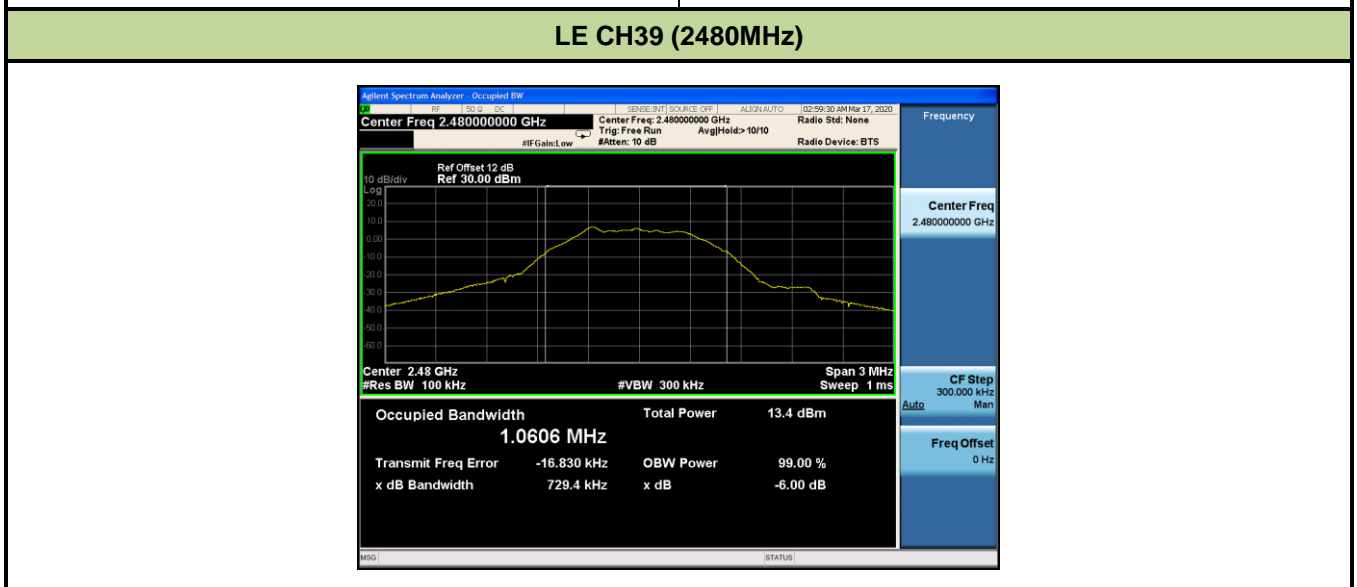 LE CH39 (2480MHz)
Agilent Spectrum Analyzer - Occupied BW
RF 50 Ω DC SENSE:INT SOURCE OFF ALIGN AUTO 02:59:30 AM Mar 17, 2020
Center Freq 2.480000000 GHz
Center Freq: 2.480000000 GHz Radio Std: None
Trig: Free Run Avg|Hold:> 10/10
#IFGain:Low #Atten: 10 dB Radio Device: BTS
Ref Offset 12 dB
10 dB/div Ref 30.00 dBm
Log
20.0
10.0
0.00
-10.0
-20.0
-30.0
-40.0
-50.0
-60.0
Center 2.48 GHz Span 3 MHz
#Res BW 100 kHz #VBW 300 kHz Sweep 1 ms
Occupied Bandwidth Total Power 13.4 dBm
1.0606 MHz
Transmit Freq Error -16.830 kHz OBW Power 99.00 %
x dB Bandwidth 729.4 kHz x dB -6.00 dB
MSG STATUS
Frequency
Center Freq
2.480000000 GHz
CF Step
300.000 kHz
Auto Man
Freq Offset
0 Hz